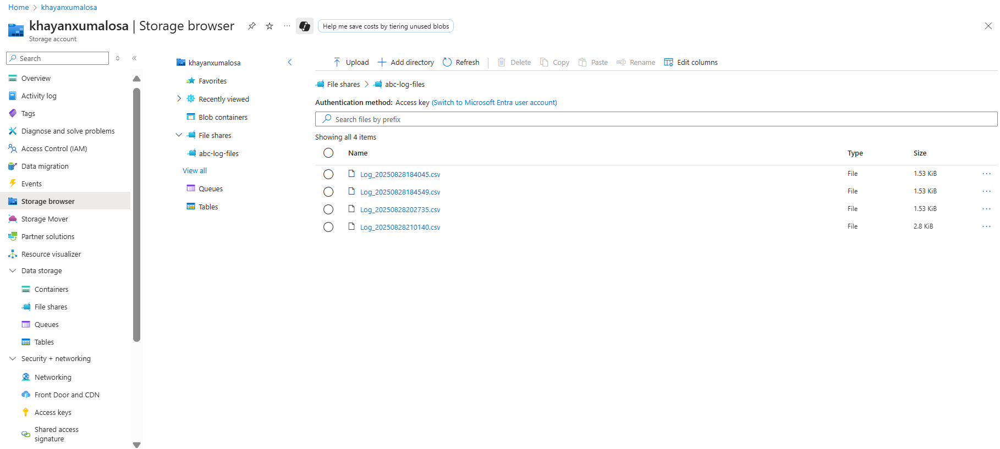 Home > khayanxumalosa
khayanxumalosa | Storage browser
Help me save costs by tiering unused blobs
Storage account
Search
Overview
Activity log
Tags
Diagnose and solve problems
Access Control (IAM)
Data migration
Events
Storage browser
Storage Mover
Partner solutions
Resource visualizer
Data storage
Containers
File shares
Queues
Tables
Security + networking
Networking
Front Door and CDN
Access keys
Shared access
signature
khayanxumalosa
Favorites
Recently viewed
Blob containers
File shares
abc-log-files
View all
Queues
Tables
Upload Add directory Refresh Delete Copy Paste Rename Edit columns
File shares > abc-log-files
Authentication method: Access key (Switch to Microsoft Entra user account)
Search files by prefix
Showing all 4 items
Name Type Size
Log_20250828184045.csv File 1.53 KiB
Log_20250828184549.csv File 1.53 KiB
Log_20250828202735.csv File 1.53 KiB
Log_20250828210140.csv File 2.8 KiB